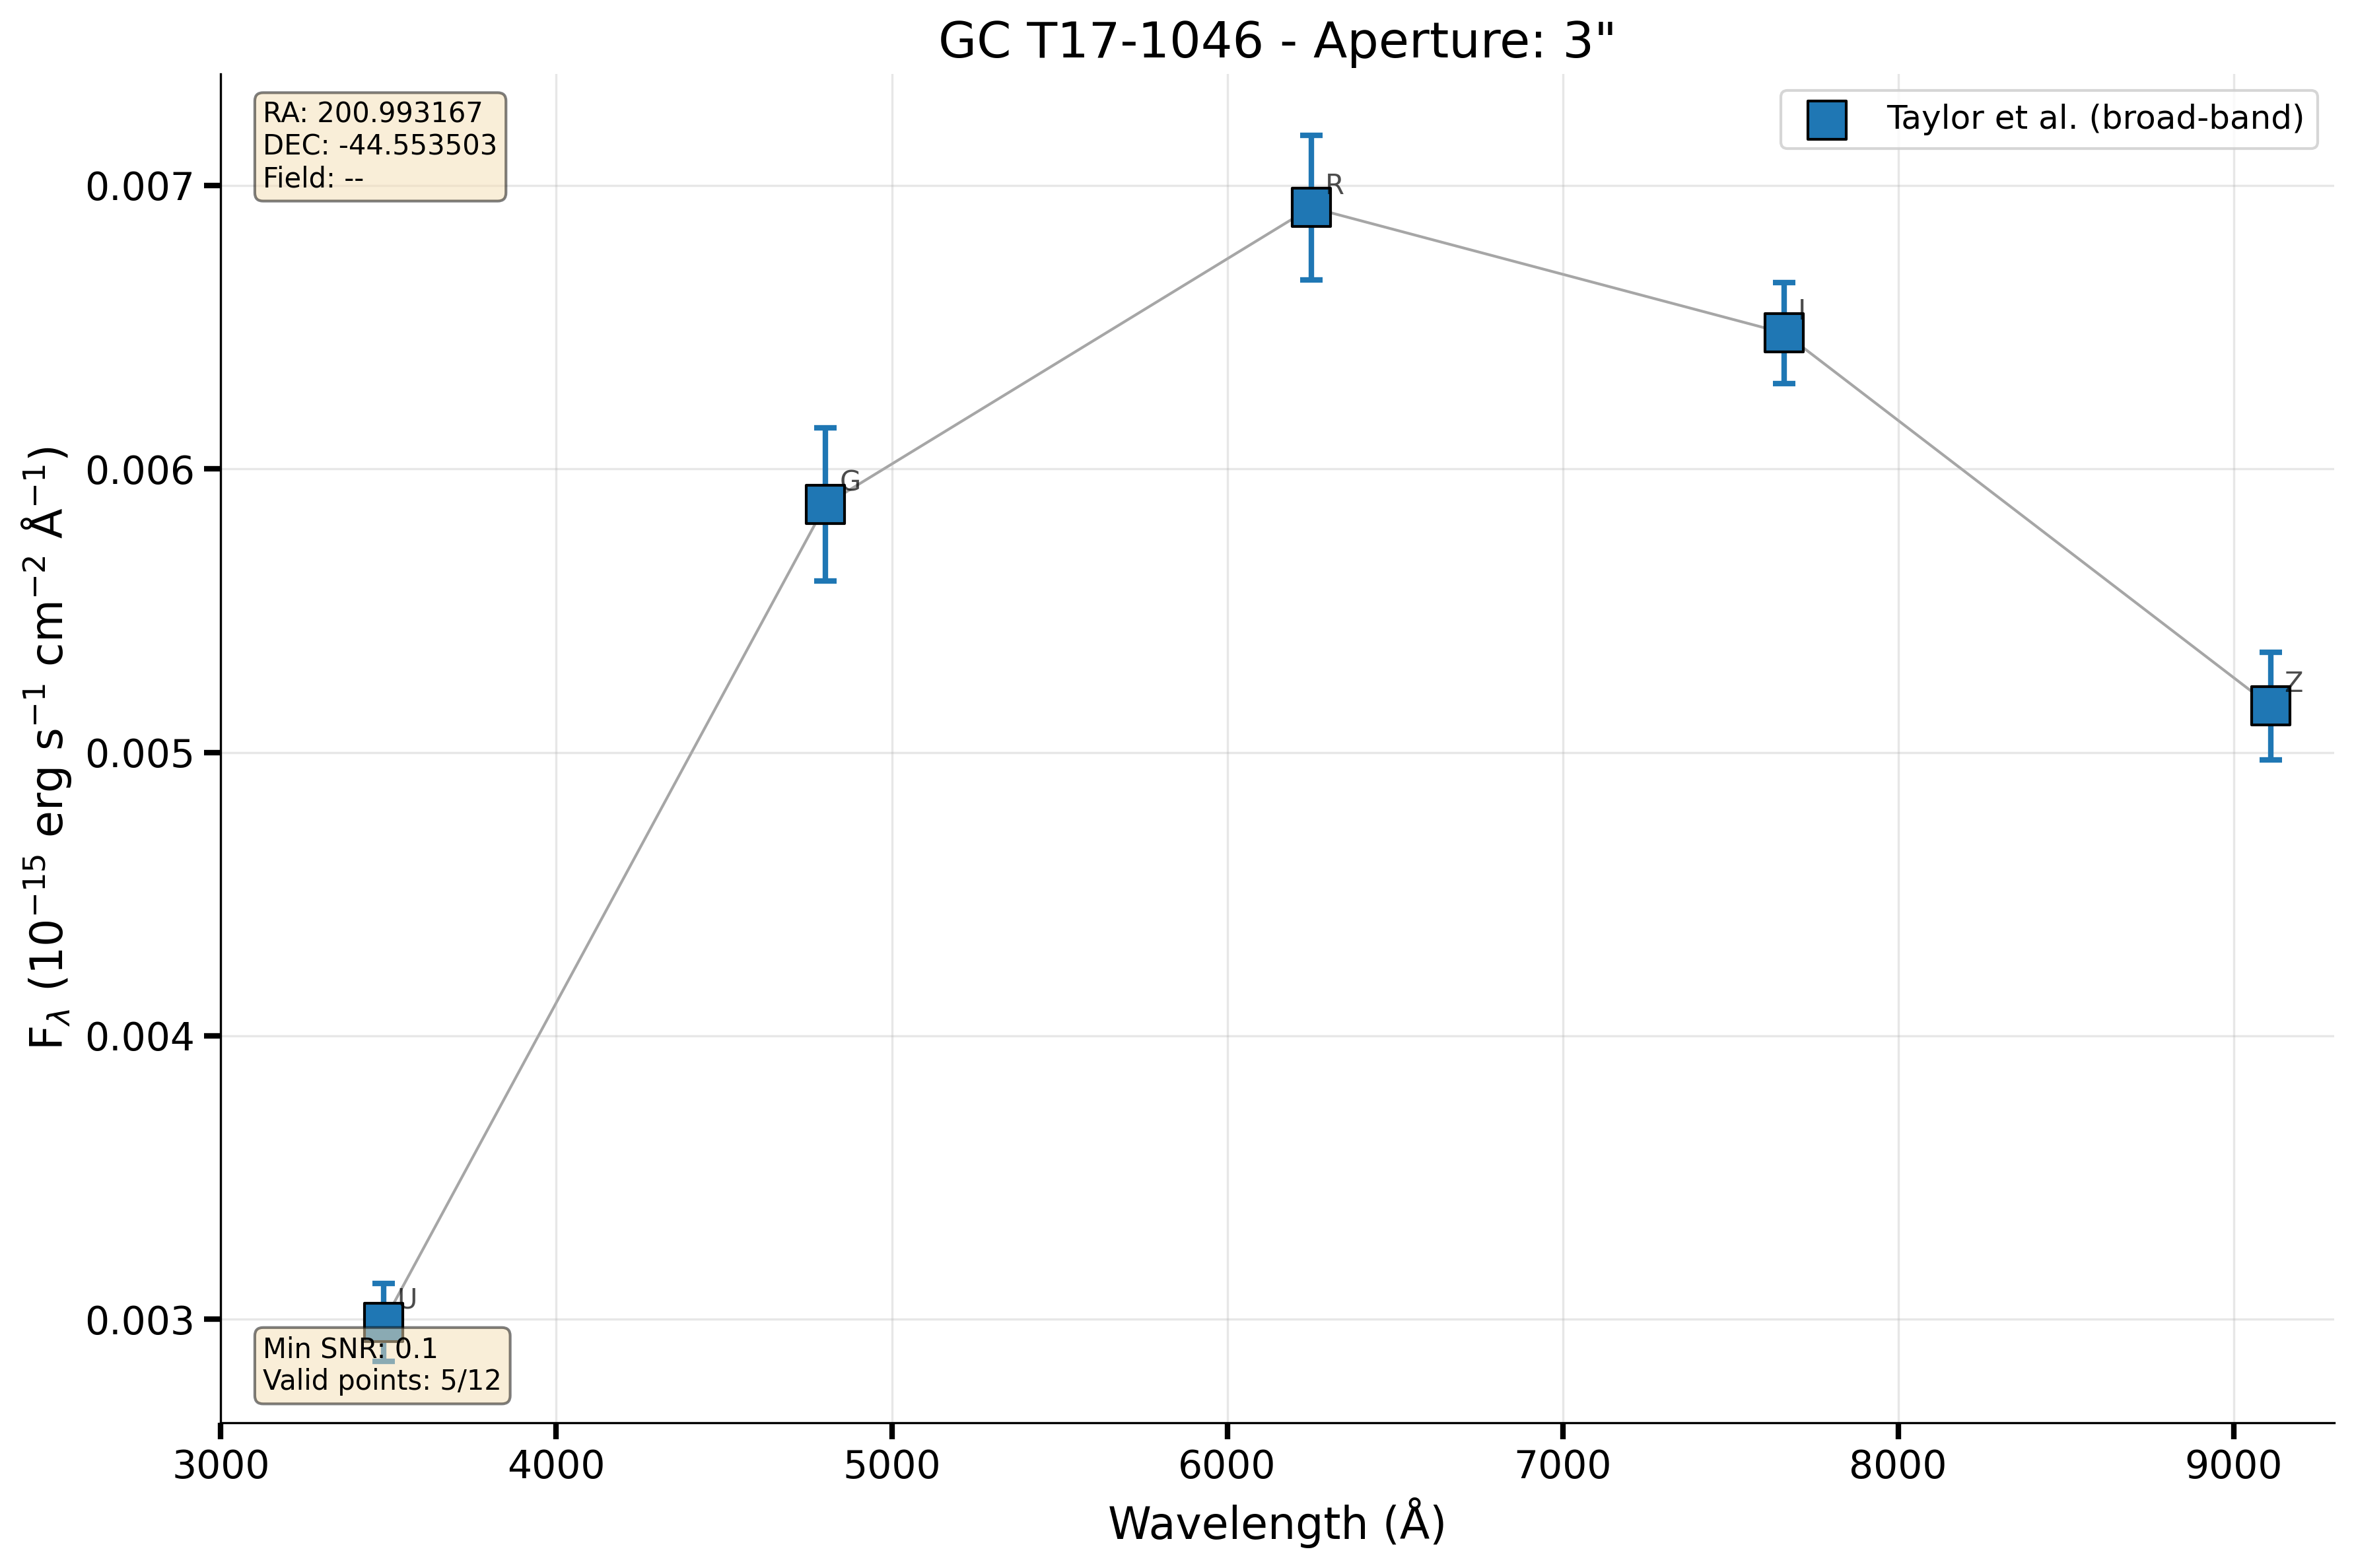 GC T17-1046 - Aperture: 3"
RA: 200.993167
DEC: -44.553503
Field: --
Taylor et al. (broad-band)
R
I
G
Z
U
Min SNR: 0.1
Valid points: 5/12
0.007
0.006
0.005
0.004
0.003
F_λ (10⁻¹⁵ erg s⁻¹ cm⁻² Å⁻¹)
3000 4000 5000 6000 7000 8000 9000
Wavelength (Å)